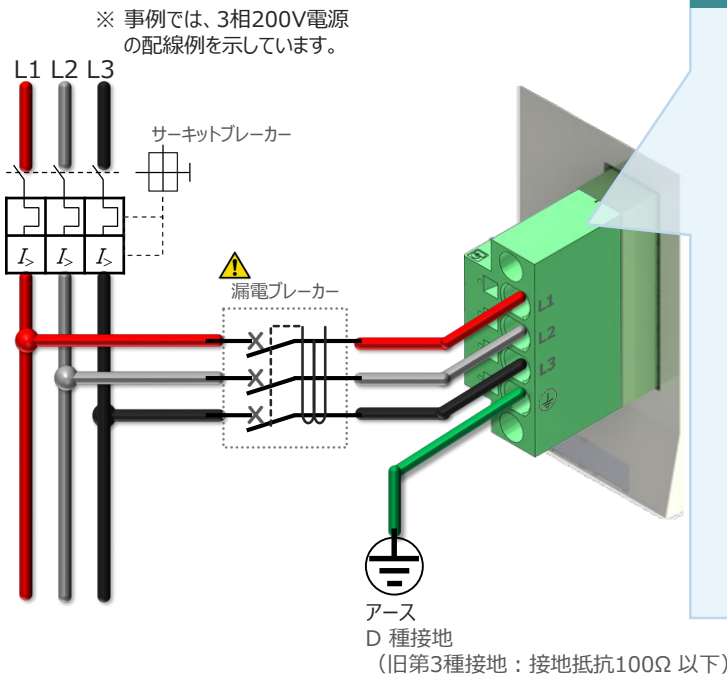 ※ 事例では、3相200V電源
の配線例を示しています。
L1 L2 L3
サーキットブレーカー
I> I> I>
漏電ブレーカー
L1
L2
L3
アース
D 種接地
（旧第3種接地：接地抵抗100Ω 以下）